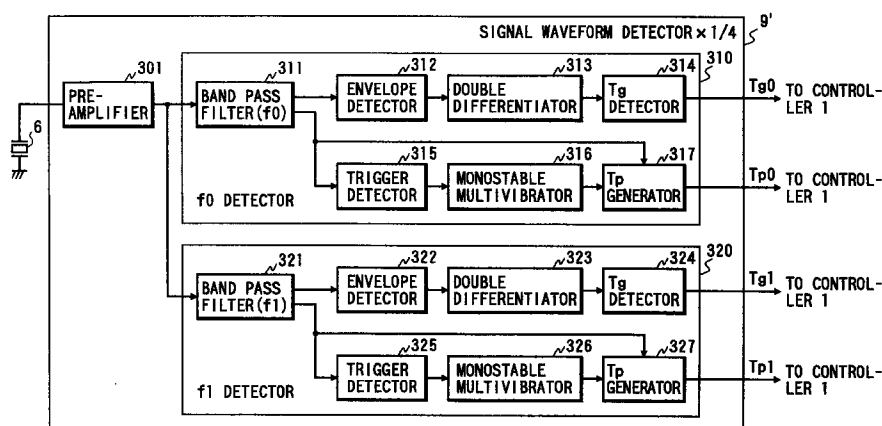 SIGNAL WAVEFORM DETECTOR × 1/4
9'
301
PRE-
AMPLIFIER
6
310
311
BAND PASS
FILTER(f0)
312
ENVELOPE
DETECTOR
313
DOUBLE
DIFFERENTIATOR
314
Tg
DETECTOR
Tg0
TO CONTROL-
LER 1
315
TRIGGER
DETECTOR
316
MONOSTABLE
MULTIVIBRATOR
317
Tp
GENERATOR
Tp0
TO CONTROL-
LER 1
f0 DETECTOR
320
321
BAND PASS
FILTER(f1)
322
ENVELOPE
DETECTOR
323
DOUBLE
DIFFERENTIATOR
324
Tg
DETECTOR
Tg1
TO CONTROL-
LER 1
325
TRIGGER
DETECTOR
326
MONOSTABLE
MULTIVIBRATOR
327
Tp
GENERATOR
Tp1
TO CONTROL-
LER 1
f1 DETECTOR